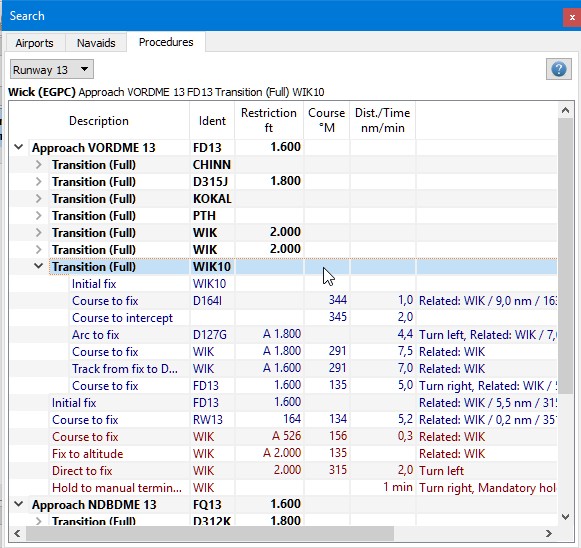 Search
x
Airports Navaids Procedures
Runway 13 ?
Wick (EGPC) Approach VORDME 13 FD13 Transition (Full) WIK10
Description Ident Restriction ft Course °M Dist./Time nm/min
Approach VORDME 13 FD13 1.600
Transition (Full) CHINN
Transition (Full) D315J 1.800
Transition (Full) KOKAL
Transition (Full) PTH
Transition (Full) WIK 2.000
Transition (Full) WIK 2.000
Transition (Full) WIK10
Initial fix WIK10
Course to fix D164I 344 1,0 Related: WIK / 9,0 nm / 163
Course to intercept 345 2,0
Arc to fix D127G A 1.800 4,4 Turn left, Related: WIK / 7,
Course to fix WIK A 1.800 291 7,5 Related: WIK
Track from fix to D... WIK A 1.600 291 7,0 Related: WIK
Course to fix FD13 1.600 135 5,0 Turn right, Related: WIK /
Initial fix FD13 1.600 Related: WIK / 5,5 nm / 315
Course to fix RW13 164 134 5,2 Related: WIK / 0,2 nm / 35
Course to fix WIK A 526 156 0,3 Related: WIK
Fix to altitude WIK A 2.000 135 Related: WIK
Direct to fix WIK 2.000 315 2,0 Turn left
Hold to manual termin... WIK 1 min Turn right, Mandatory hol
Approach NDBDME 13 FQ13 1.600
Transition (Full) D312K 1.800